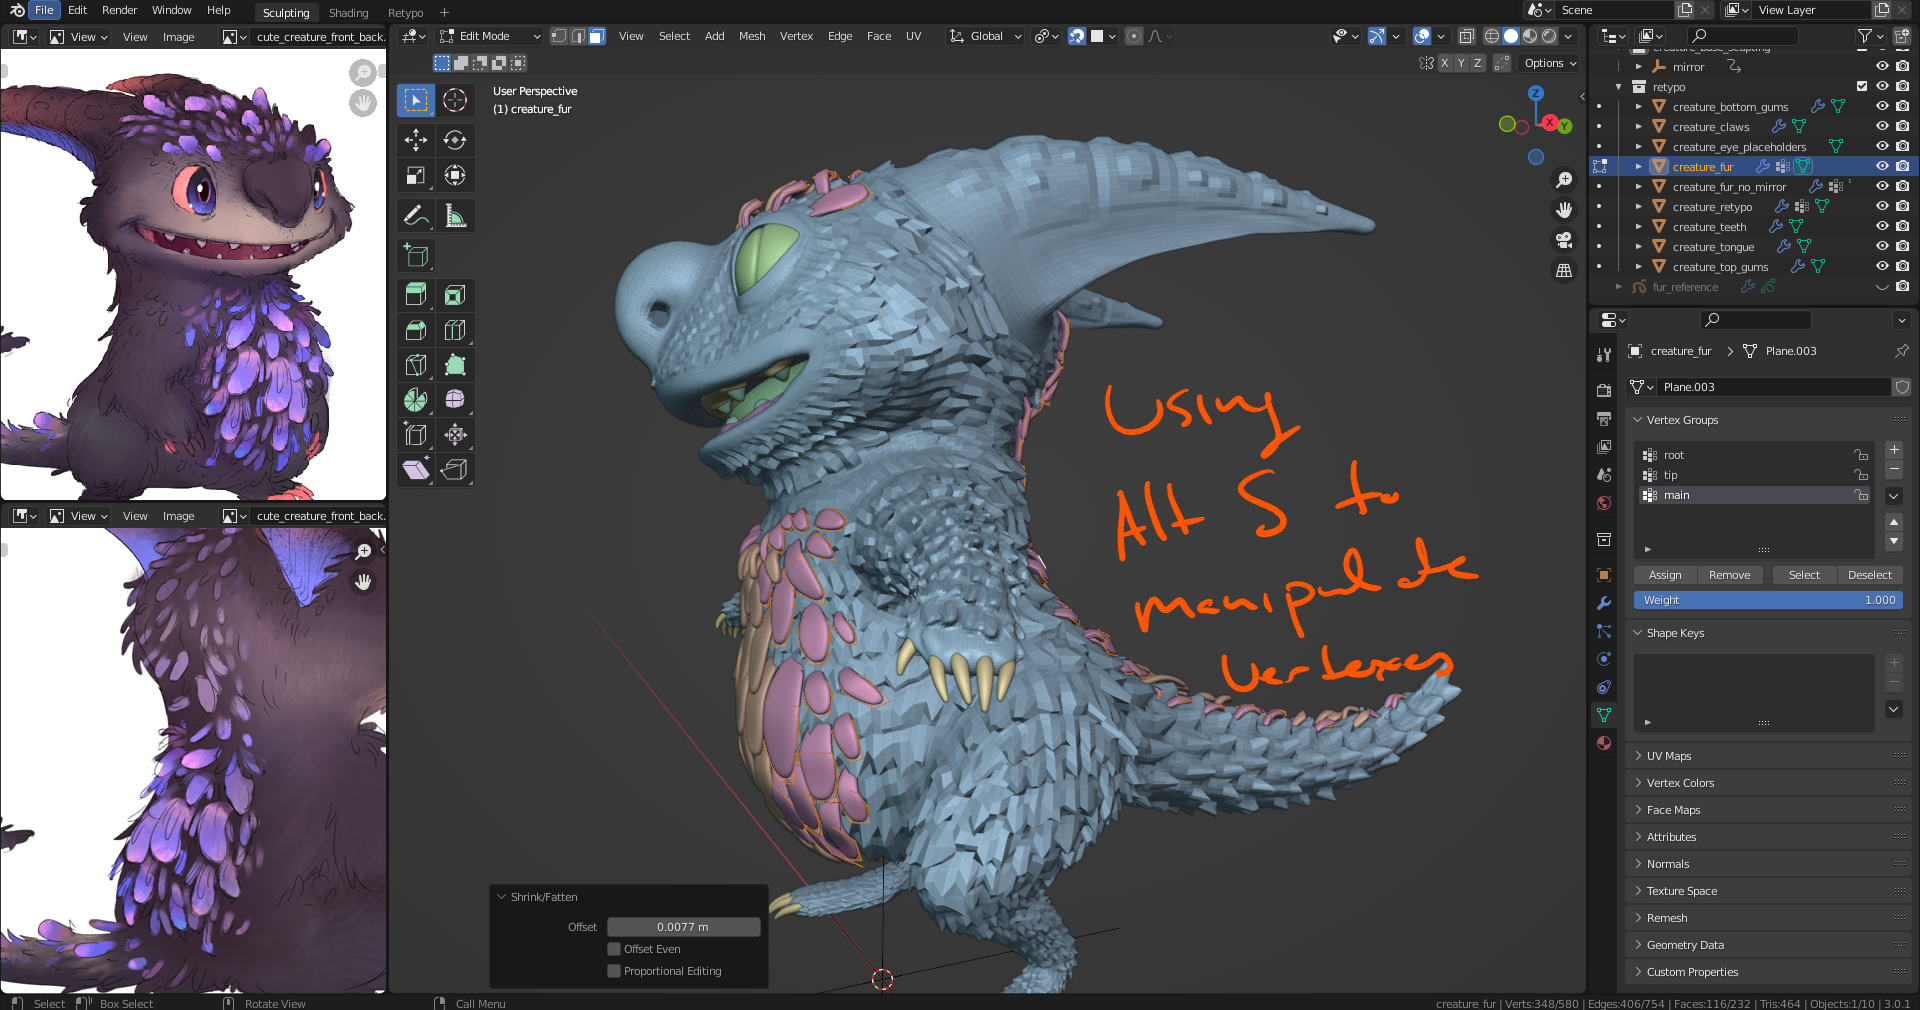 File Edit Render Window Help
Sculpting Shading Retypo +
Scene
View Layer
View View Image cute_creature_front_back.
Edit Mode View Select Add Mesh Vertex Edge Face UV Global
X Y Z Options
User Perspective
(1) creature_fur
Z
X Y
Using
Alt S to
manipulate
Vertexes
Shrink/Fatten
Offset 0.0077 m
Offset Even
Proportional Editing
View View Image cute_creature_front_back.
creature_base_sculpting
mirror
retypo
creature_bottom_gums
creature_claws
creature_eye_placeholders
creature_fur
creature_fur_no_mirror
creature_retypo
creature_teeth
creature_tongue
creature_top_gums
fur_reference
creature_fur > Plane.003
Plane.003
Vertex Groups
root
tip
main
Assign Remove Select Deselect
Weight 1.000
Shape Keys
UV Maps
Vertex Colors
Face Maps
Attributes
Normals
Texture Space
Remesh
Geometry Data
Custom Properties
Select Box Select Rotate View Call Menu
creature_fur | Verts:348/580 | Edges:406/754 | Faces:116/232 | Tris:464 | Objects:1/10 | 3.0.1